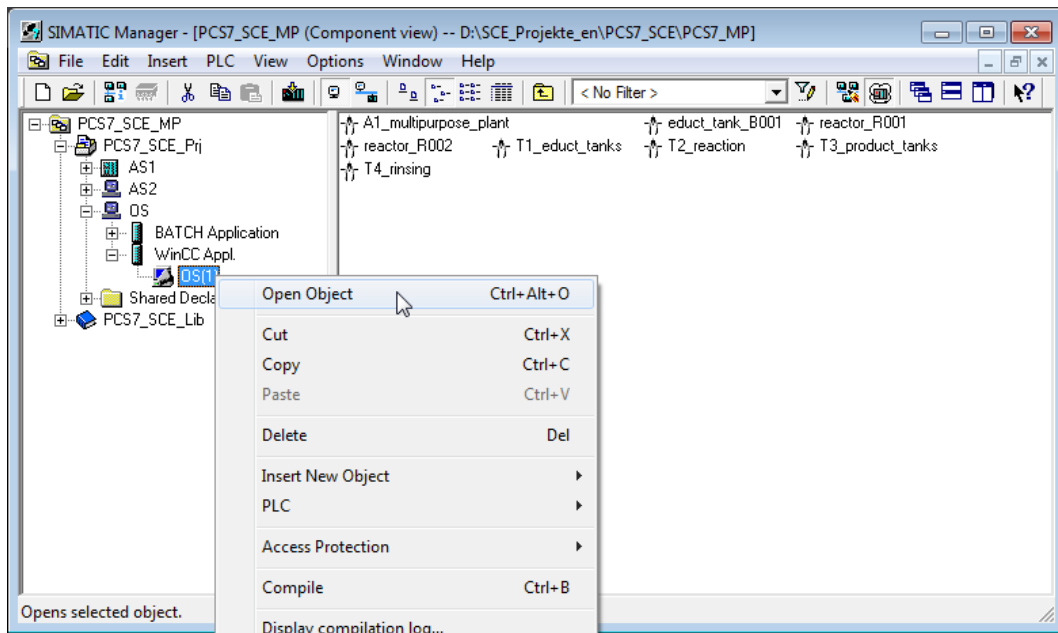 SIMATIC Manager - [PCS7_SCE_MP (Component view) -- D:\SCE_Projekte_en\PCS7_SCE\PCS7_MP]
File Edit Insert PLC View Options Window Help
< No Filter >
PCS7_SCE_MP
PCS7_SCE_Prj
AS1
AS2
OS
BATCH Application
WinCC Appl.
OS(1)
Shared Decla
PCS7_SCE_Lib
A1_multipurpose_plant educt_tank_B001 reactor_R001
reactor_R002 T1_educt_tanks T2_reaction T3_product_tanks
T4_rinsing
Open Object Ctrl+Alt+O
Cut Ctrl+X
Copy Ctrl+C
Paste Ctrl+V
Delete Del
Insert New Object
PLC
Access Protection
Compile Ctrl+B
Display compilation log...
Opens selected object.